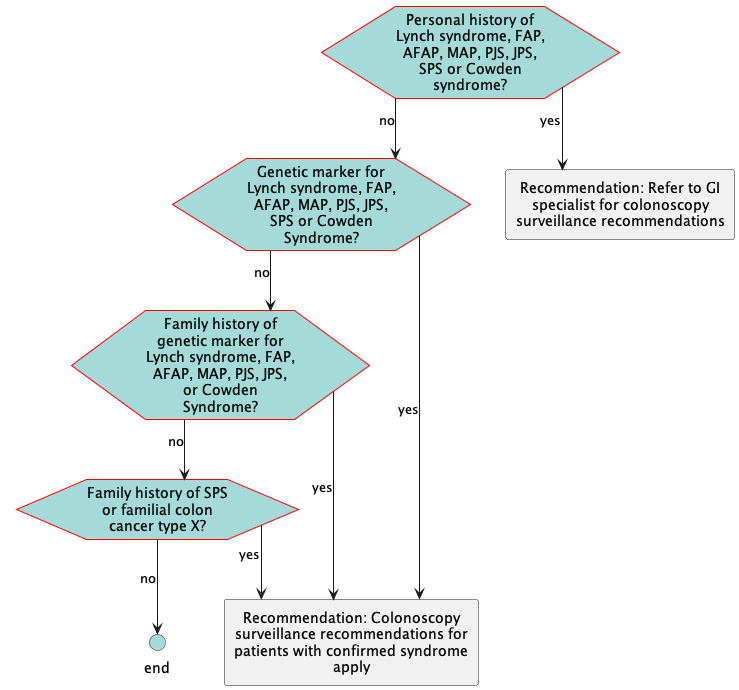 Personal history of
Lynch syndrome, FAP,
AFAP, MAP, PJS, JPS,
SPS or Cowden
syndrome?
no
yes
Genetic marker for
Lynch syndrome, FAP,
AFAP, MAP, PJS, JPS,
SPS or Cowden
Syndrome?
Recommendation: Refer to GI
specialist for colonoscopy
surveillance recommendations
no
yes
Family history of
genetic marker for
Lynch syndrome, FAP,
AFAP, MAP, PJS, JPS,
or Cowden
Syndrome?
no
yes
Family history of SPS
or familial colon
cancer type X?
no
yes
end
Recommendation: Colonoscopy
surveillance recommendations for
patients with confirmed syndrome
apply